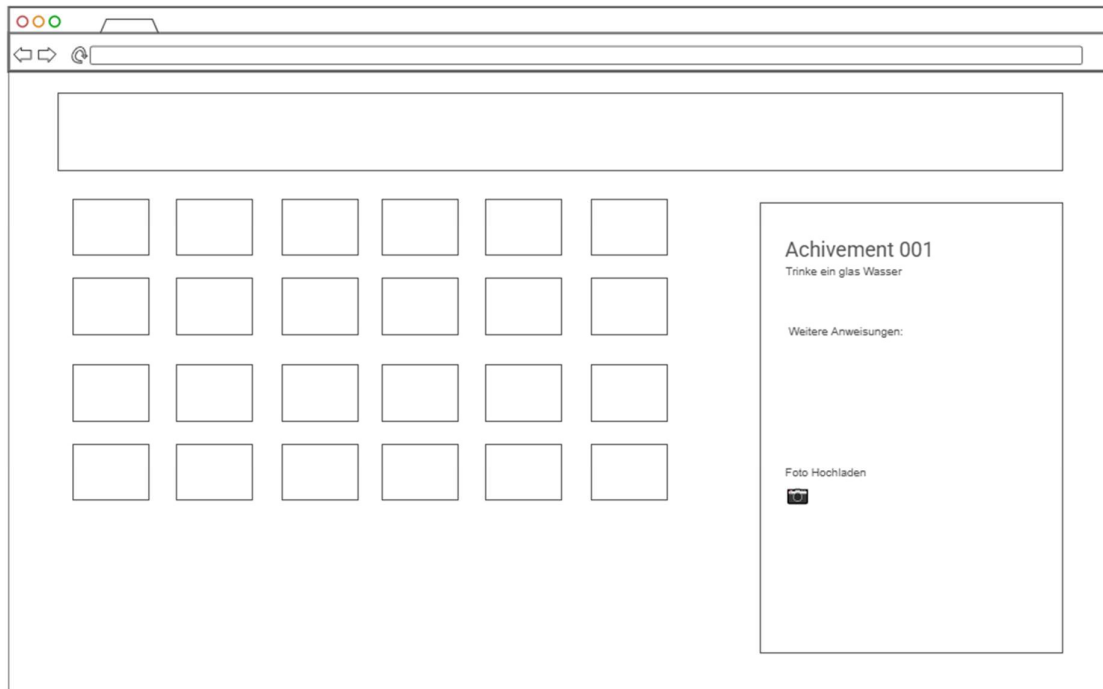 Achivement 001
Trinke ein glas Wasser
Weitere Anweisungen:
Foto Hochladen